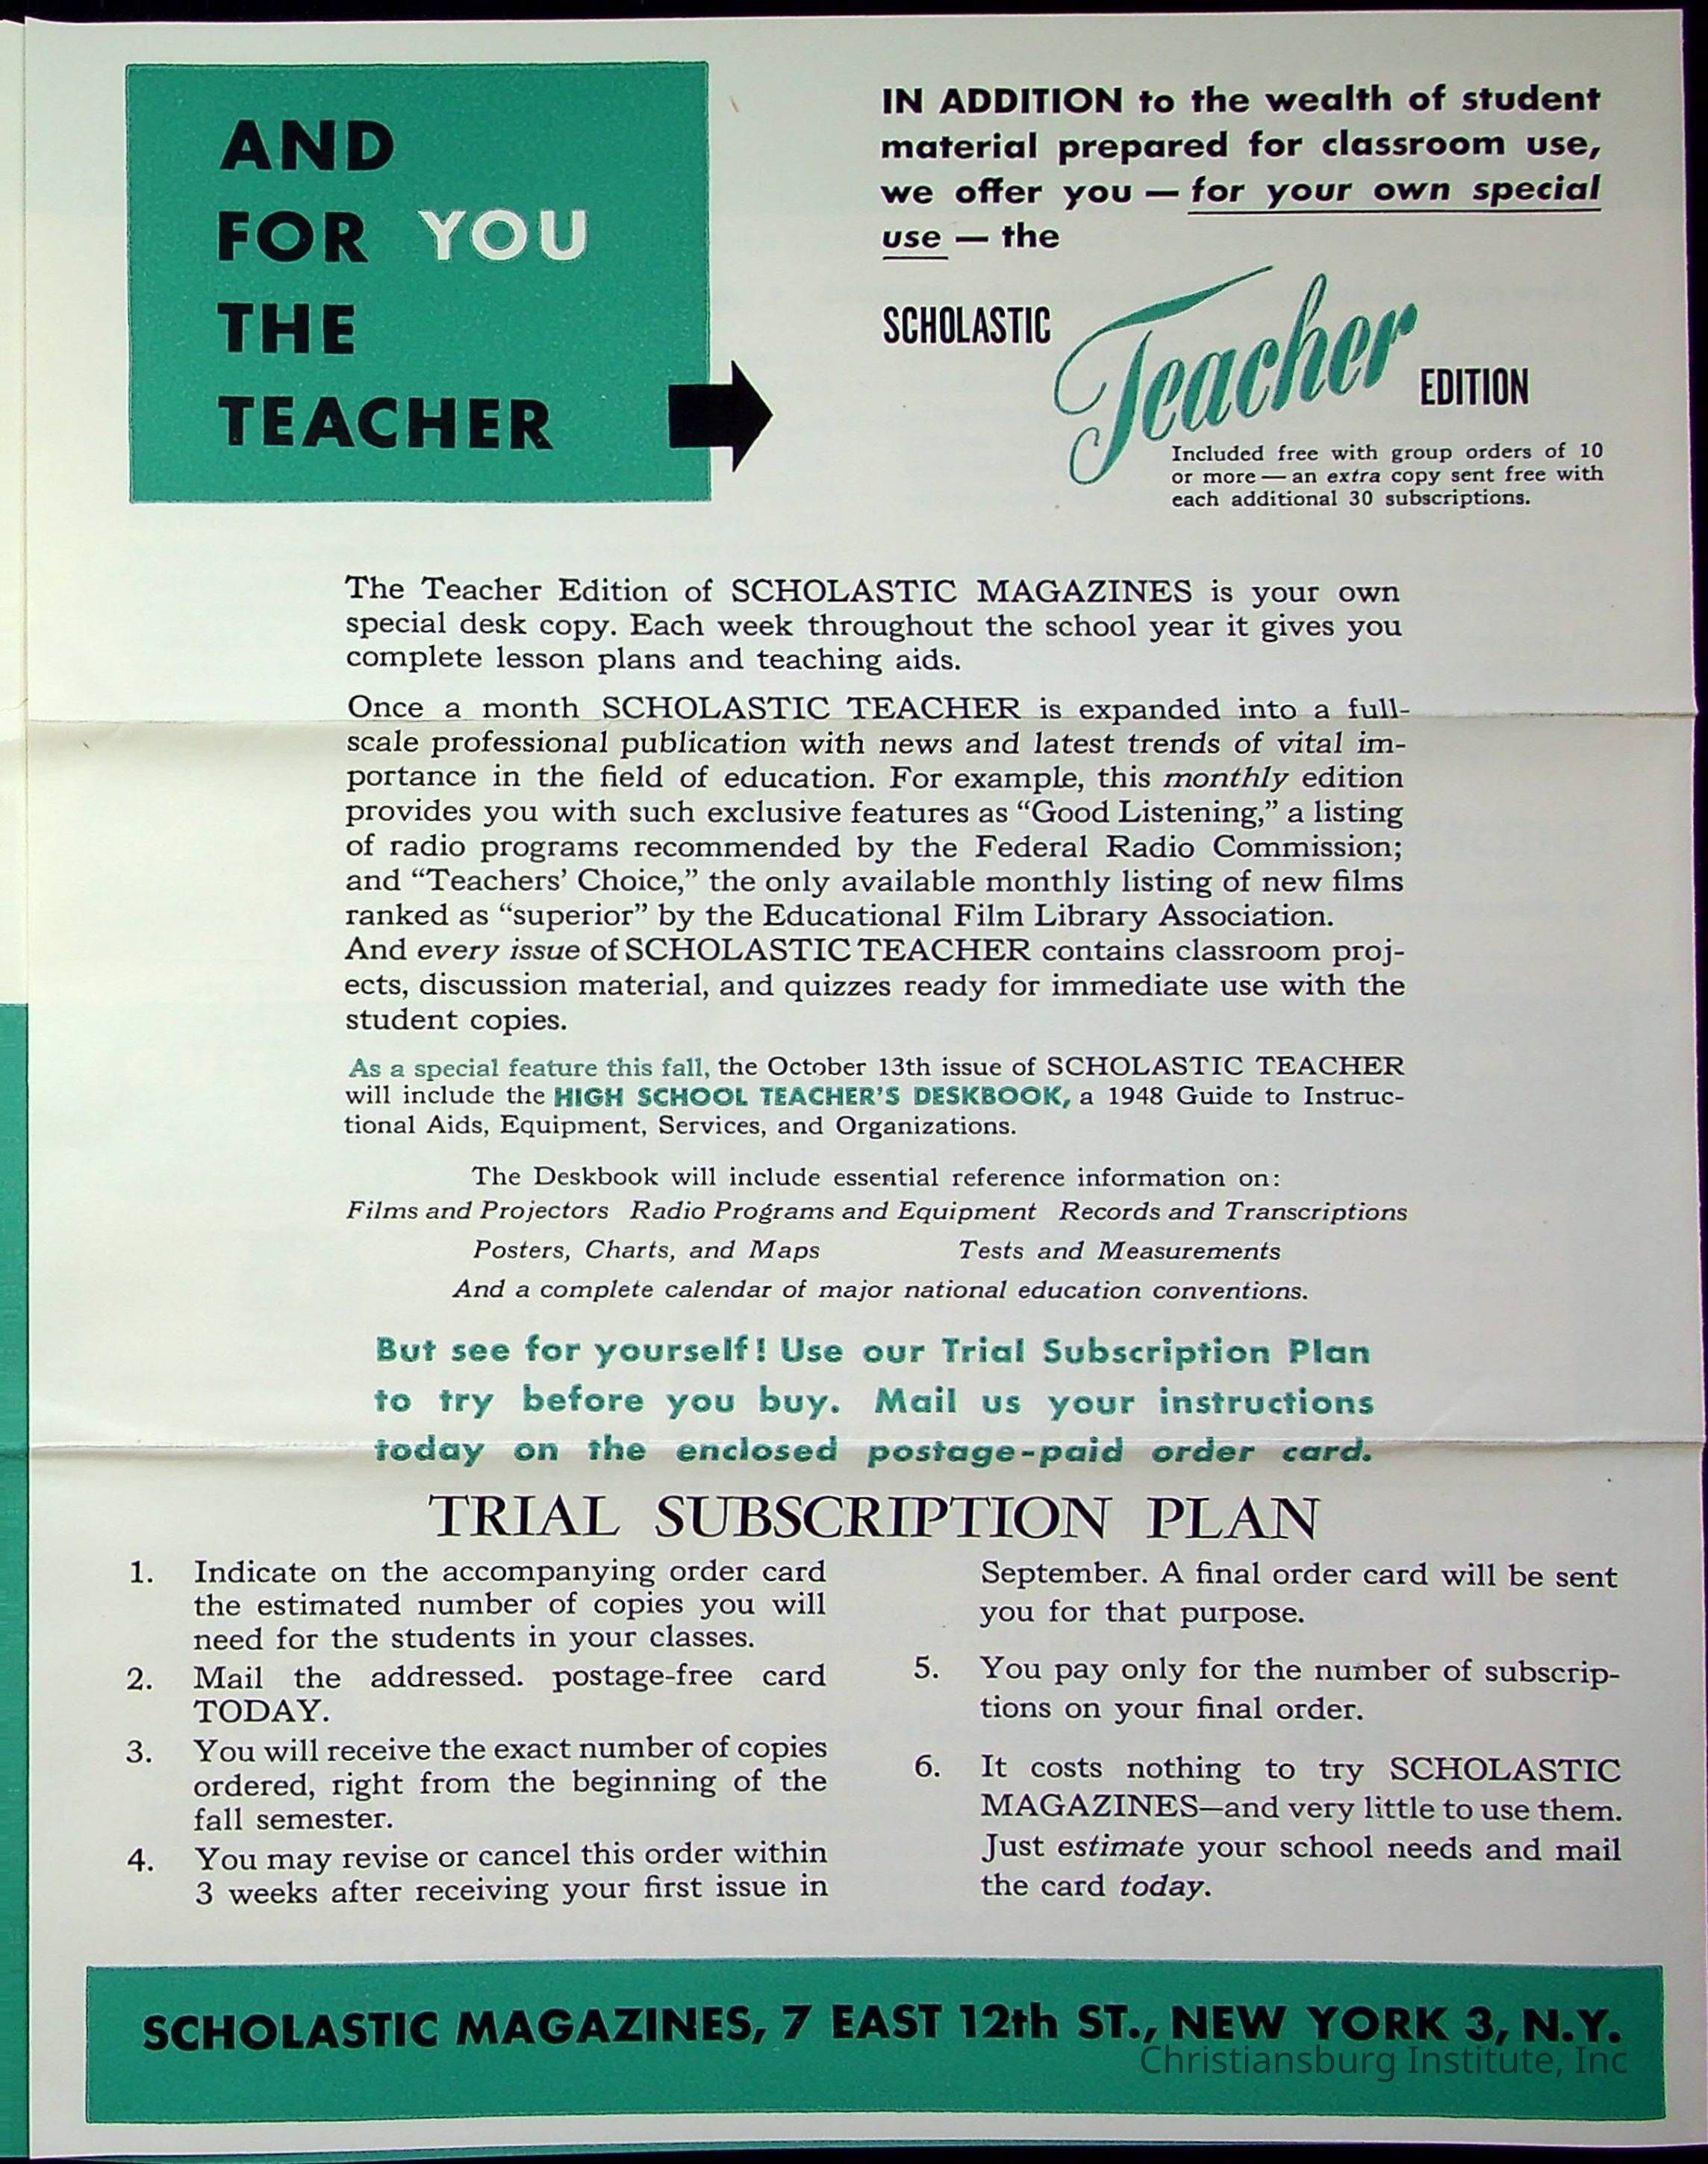 AND
FOR YOU
THE
TEACHER
IN ADDITION to the wealth of student
material prepared for classroom use,
we offer you — for your own special
use — the
SCHOLASTIC Teacher EDITION
Included free with group orders of 10
or more — an extra copy sent free with
each additional 30 subscriptions.
The Teacher Edition of SCHOLASTIC MAGAZINES is your own
special desk copy. Each week throughout the school year it gives you
complete lesson plans and teaching aids.
Once a month SCHOLASTIC TEACHER is expanded into a full-
scale professional publication with news and latest trends of vital im-
portance in the field of education. For example, this monthly edition
provides you with such exclusive features as “Good Listening,” a listing
of radio programs recommended by the Federal Radio Commission;
and “Teachers’ Choice,” the only available monthly listing of new films
ranked as “superior” by the Educational Film Library Association.
And every issue of SCHOLASTIC TEACHER contains classroom proj-
ects, discussion material, and quizzes ready for immediate use with the
student copies.
As a special feature this fall, the October 13th issue of SCHOLASTIC TEACHER
will include the HIGH SCHOOL TEACHER'S DESKBOOK, a 1948 Guide to Instruc-
tional Aids, Equipment, Services, and Organizations.
The Deskbook will include essential reference information on:
Films and Projectors Radio Programs and Equipment Records and Transcriptions
Posters, Charts, and Maps Tests and Measurements
And a complete calendar of major national education conventions.
But see for yourself! Use our Trial Subscription Plan
to try before you buy. Mail us your instructions
today on the enclosed postage-paid order card.
TRIAL SUBSCRIPTION PLAN
1. Indicate on the accompanying order card
the estimated number of copies you will
need for the students in your classes.
2. Mail the addressed. postage-free card
TODAY.
3. You will receive the exact number of copies
ordered, right from the beginning of the
fall semester.
4. You may revise or cancel this order within
3 weeks after receiving your first issue in
September. A final order card will be sent
you for that purpose.
5. You pay only for the number of subscrip-
tions on your final order.
6. It costs nothing to try SCHOLASTIC
MAGAZINES—and very little to use them.
Just estimate your school needs and mail
the card today.
SCHOLASTIC MAGAZINES, 7 EAST 12th ST., NEW YORK 3, N.Y.
Christiansburg Institute, Inc